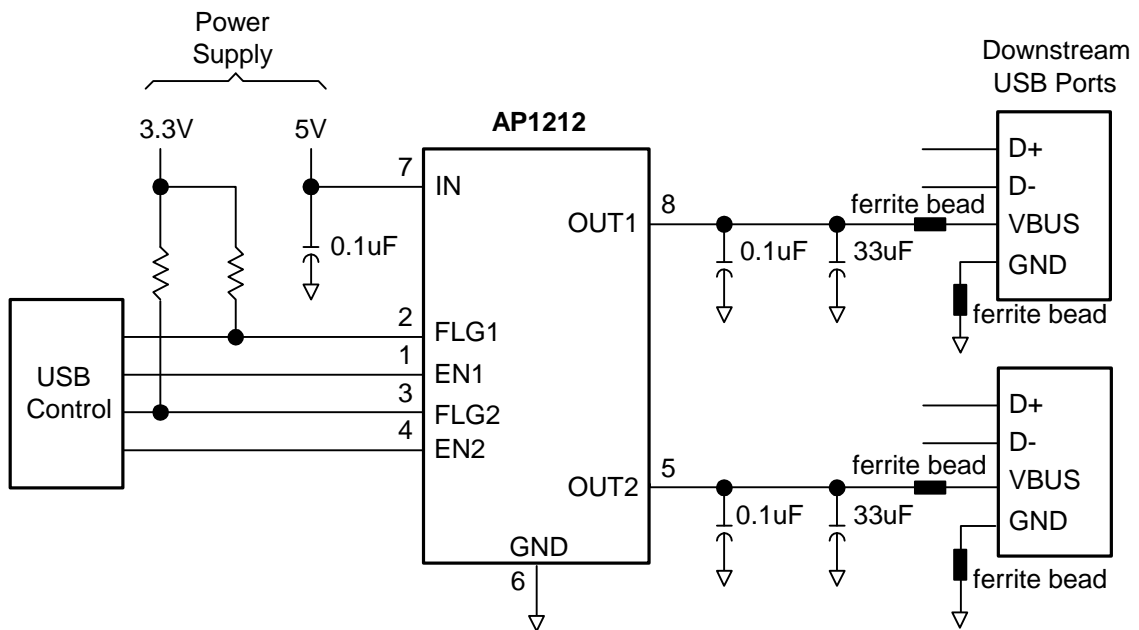 Power
Supply
Downstream
USB Ports
3.3V
5V
AP1212
7
IN
0.1uF
OUT1
8
0.1uF
33uF
ferrite bead
D+
D-
VBUS
GND
ferrite bead
USB
Control
2
FLG1
1
EN1
3
FLG2
4
EN2
OUT2
5
0.1uF
33uF
ferrite bead
D+
D-
VBUS
GND
ferrite bead
GND
6